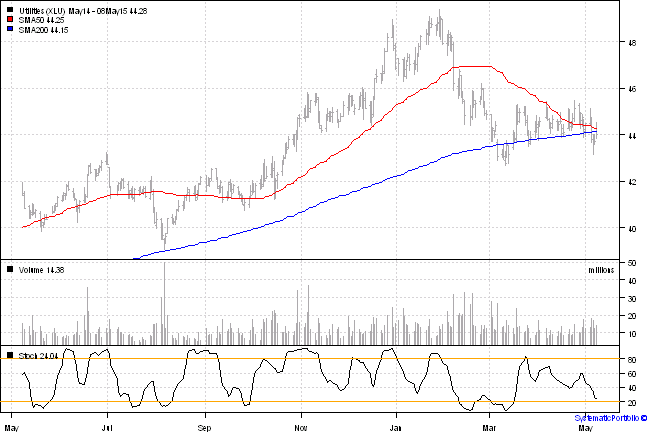 Utilities (XLU) May14 - 08May15 44.28
SMA50 44.25
SMA200 44.15
48
46
44
42
40
Volume 14.38
millions
50
40
30
20
10
Stoch 24.04
80
60
40
20
May Jul Sep Nov Jan Mar May
SystematicPortfolio ©